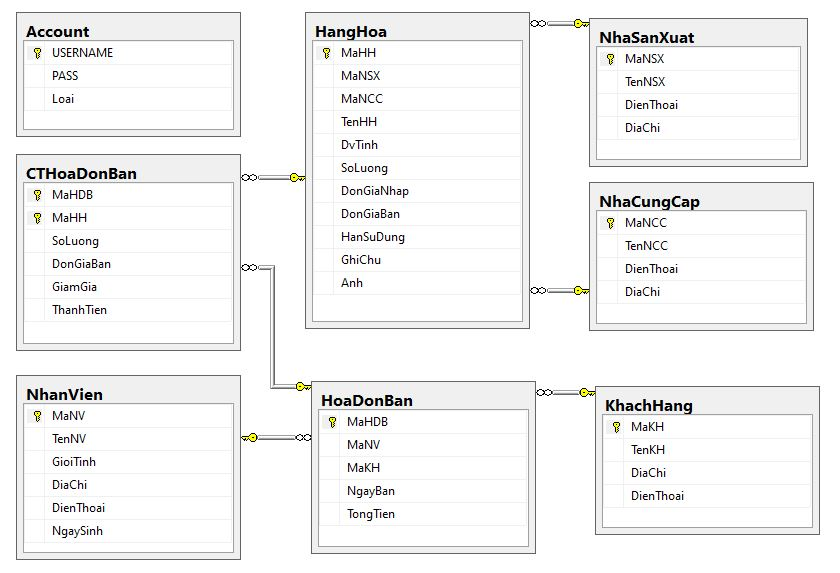 Account
USERNAME
PASS
Loai
HangHoa
MaHH
MaNSX
MaNCC
TenHH
DvTinh
SoLuong
DonGiaNhap
DonGiaBan
HanSuDung
GhiChu
Anh
NhaSanXuat
MaNSX
TenNSX
DienThoai
DiaChi
CTHoaDonBan
MaHDB
MaHH
SoLuong
DonGiaBan
GiamGia
ThanhTien
NhaCungCap
MaNCC
TenNCC
DienThoai
DiaChi
NhanVien
MaNV
TenNV
GioiTinh
DiaChi
DienThoai
NgaySinh
HoaDonBan
MaHDB
MaNV
MaKH
NgayBan
TongTien
KhachHang
MaKH
TenKH
DiaChi
DienThoai